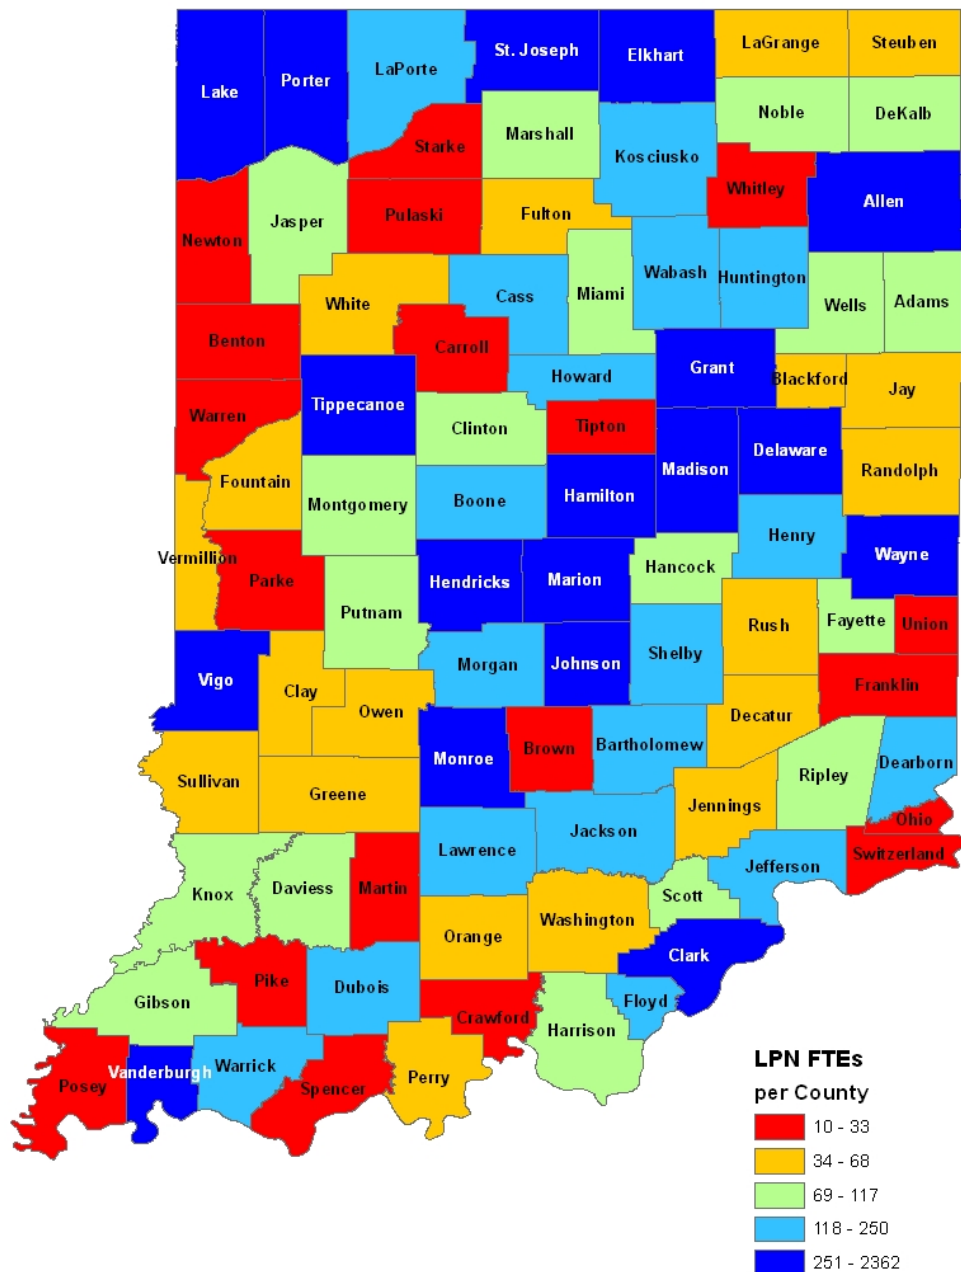 LaGrange
Steuben
St. Joseph
Elkhart
LaPorte
Porter
Lake
Noble
DeKalb
Marshall
Starke
Kosciusko
Whitley
Allen
Pulaski
Fulton
Jasper
Newton
Wabash
Huntington
Miami
Cass
White
Wells
Adams
Benton
Carroll
Grant
Howard
Blackford
Jay
Tippecanoe
Warren
Clinton
Tipton
Delaware
Madison
Randolph
Fountain
Hamilton
Boone
Montgomery
Henry
Wayne
Vermillion
Hancock
Parke
Hendricks
Marion
Putnam
Fayette
Union
Rush
Shelby
Morgan
Johnson
Vigo
Franklin
Clay
Owen
Decatur
Brown
Bartholomew
Monroe
Dearborn
Ripley
Sullivan
Greene
Jennings
Ohio
Jackson
Lawrence
Switzerland
Jefferson
Martin
Daviess
Knox
Scott
Washington
Orange
Clark
Pike
Dubois
Gibson
Floyd
Crawford
Harrison
Warrick
Vanderburgh
Perry
Posey
Spencer
LPN FTEs
per County
10 - 33
34 - 68
69 - 117
118 - 250
251 - 2362